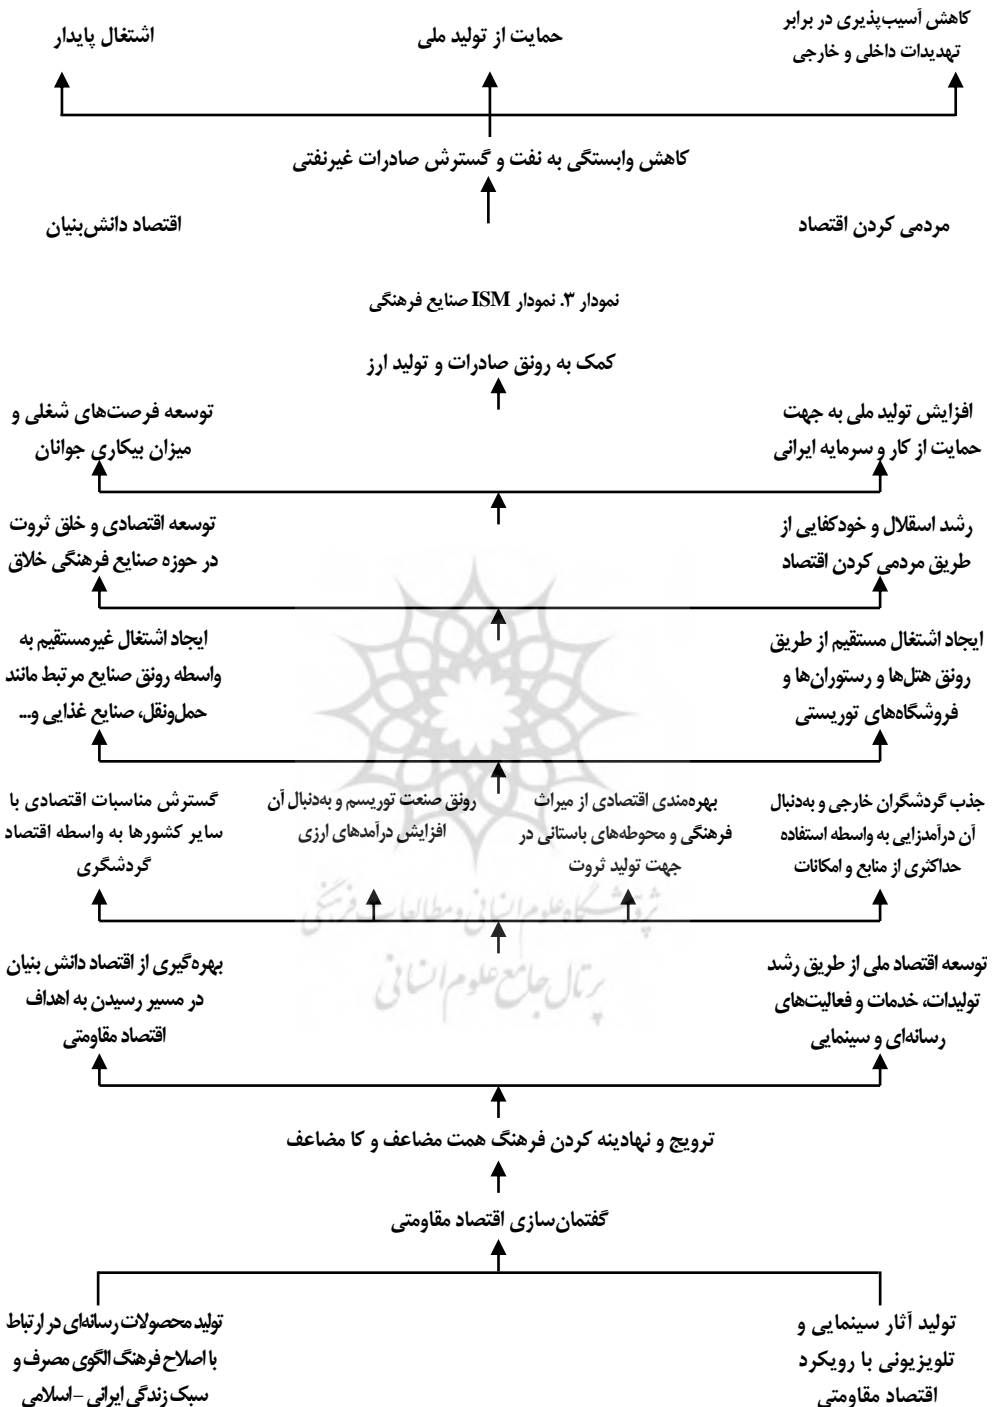 کاهش آسیب‌پذیری در برابر
تهدیدات داخلی و خارجی
حمایت از تولید ملی
اشتغال پایدار
کاهش وابستگی به نفت و گسترش صادرات غیرنفتی
مردمی کردن اقتصاد
اقتصاد دانش‌بنیان
نمودار ۳. نمودار ISM صنایع فرهنگی
کمک به رونق صادرات و تولید ارز
افزایش تولید ملی به جهت
حمایت از کار و سرمایه ایرانی
توسعه فرصت‌های شغلی و
میزان بیکاری جوانان
رشد اسقلال و خودکفایی از
طریق مردمی کردن اقتصاد
توسعه اقتصادی و خلق ثروت
در حوزه صنایع فرهنگی خلاق
ایجاد اشتغال مستقیم از طریق
رونق هتل‌ها و رستوران‌ها و
فروشگاه‌های توریستی
ایجاد اشتغال غیرمستقیم به
واسطه رونق صنایع مرتبط مانند
حمل‌ونقل، صنایع غذایی و...
جذب گردشگران خارجی و به‌دنبال
آن درآمدزایی به واسطه استفاده
حداکثری از منابع و امکانات
بهره‌مندی اقتصادی از میراث
فرهنگی و محوطه‌های باستانی در
جهت تولید ثروت
رونق صنعت توریسم و به‌دنبال آن
افزایش درآمدهای ارزی
گسترش مناسبات اقتصادی با
سایر کشورها به واسطه اقتصاد
گردشگری
پژوهشگاه علوم انسانی و مطالعات فرهنگی
پرتال جامع علوم انسانی
توسعه اقتصاد ملی از طریق رشد
تولیدات، خدمات و فعالیت‌های
رسانه‌ای و سینمایی
بهره‌گیری از اقتصاد دانش بنیان
در مسیر رسیدن به اهداف
اقتصاد مقاومتی
ترویج و نهادینه کردن فرهنگ همت مضاعف و کا مضاعف
گفتمان‌سازی اقتصاد مقاومتی
تولید آثار سینمایی و
تلویزیونی با رویکرد
اقتصاد مقاومتی
تولید محصولات رسانه‌ای در ارتباط
با اصلاح فرهنگ الگوی مصرف و
سبک زندگی ایرانی – اسلامی